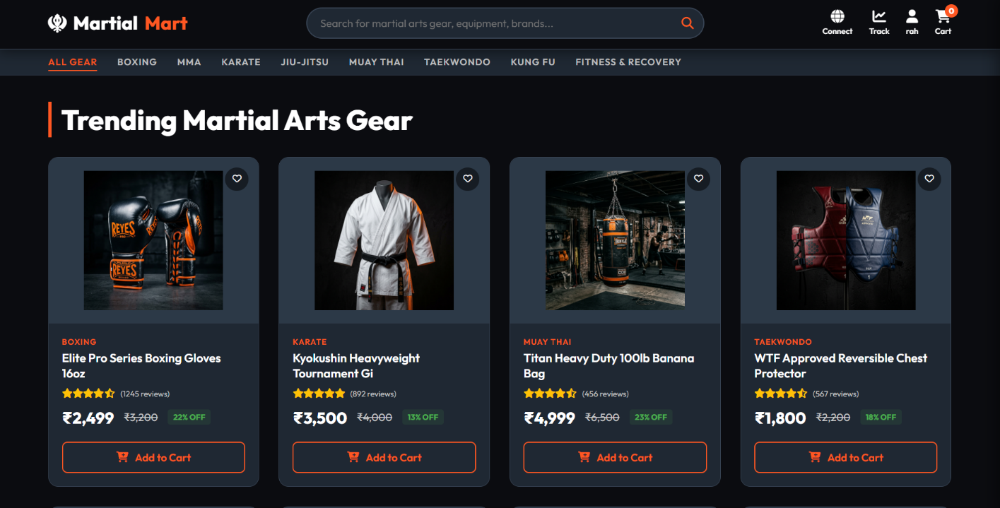 Martial Mart
Search for martial arts gear, equipment, brands...
Connect
Track
rah
0
Cart
ALL GEAR BOXING MMA KARATE JIU-JITSU MUAY THAI TAEKWONDO KUNG FU FITNESS & RECOVERY
Trending Martial Arts Gear
REYES
REYES
REYES
BOXING
Elite Pro Series Boxing Gloves
16oz
(1245 reviews)
₹2,499 ₹3,200 22% OFF
Add to Cart
KARATE
Kyokushin Heavyweight
Tournament Gi
(892 reviews)
₹3,500 ₹4,000 13% OFF
Add to Cart
MUAY THAI
Titan Heavy Duty 100lb Banana
Bag
(456 reviews)
₹4,999 ₹6,500 23% OFF
Add to Cart
WTF
TAEKWONDO
WTF Approved Reversible Chest
Protector
(567 reviews)
₹1,800 ₹2,200 18% OFF
Add to Cart